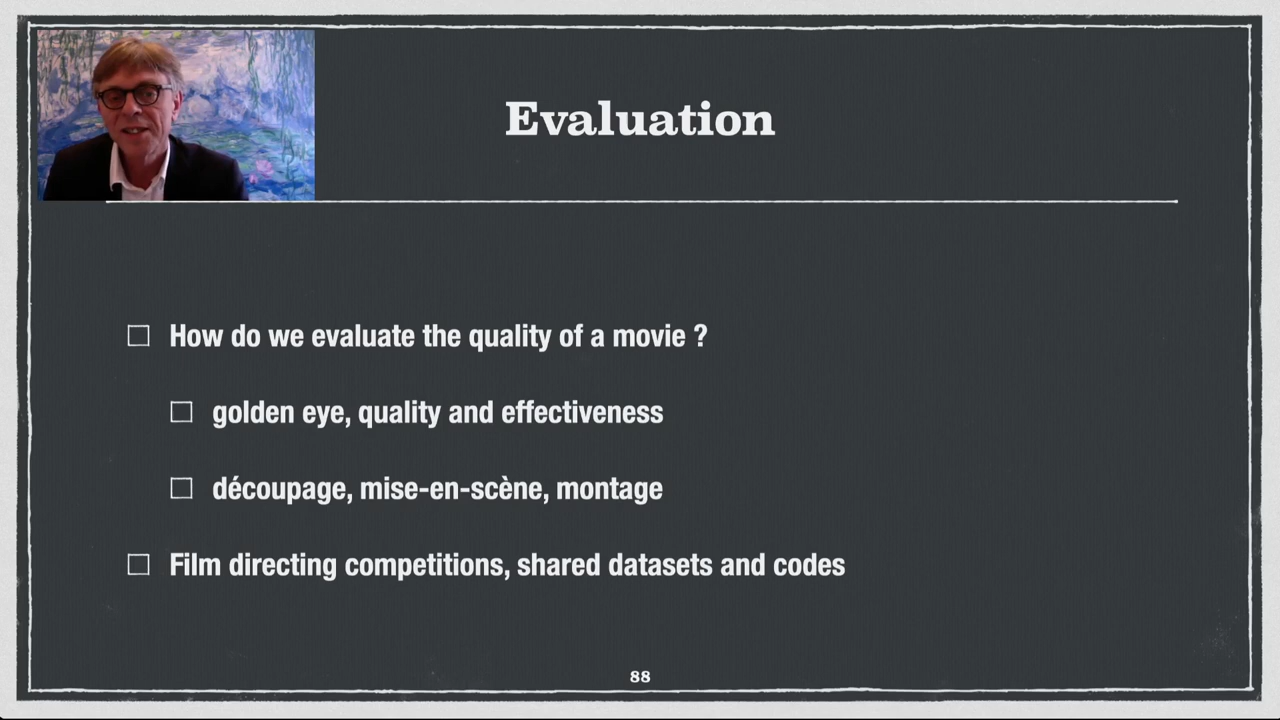 Evaluation
How do we evaluate the quality of a movie ?
golden eye, quality and effectiveness
découpage, mise-en-scène, montage
Film directing competitions, shared datasets and codes
88